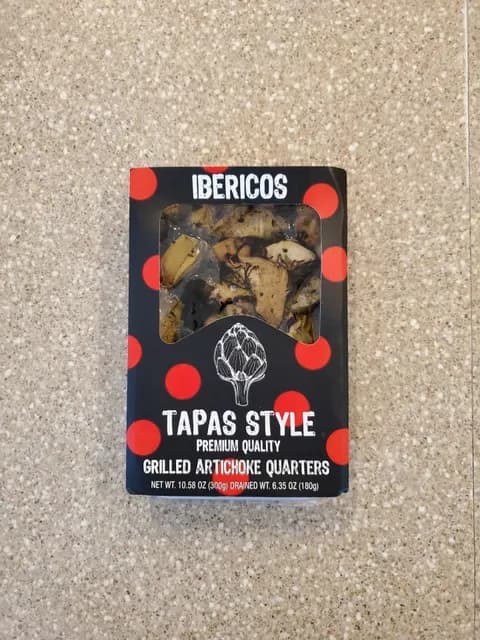 IBERICOS
TAPAS STYLE
PREMIUM QUALITY
GRILLED ARTICHOKE QUARTERS
NET WT. 10.58 OZ (300g) DRAINED WT. 6.35 OZ (180g)